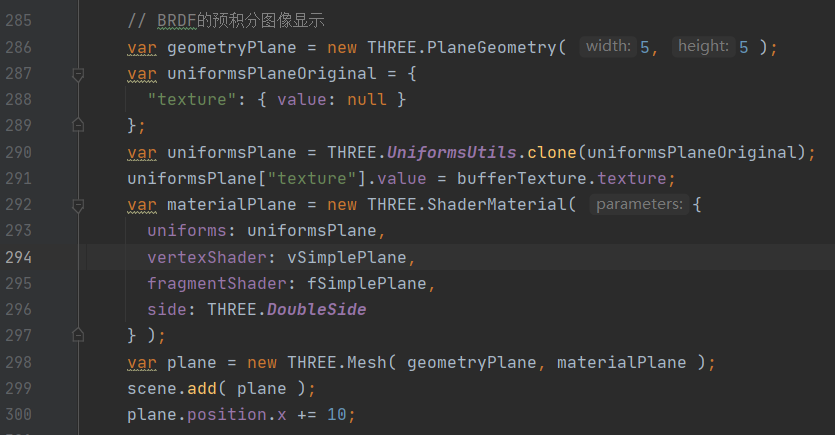 285 // BRDF的预积分图像显示
286 var geometryPlane = new THREE.PlaneGeometry( width: 5, height: 5 );
287 var uniformsPlaneOriginal = {
288 "texture": { value: null }
289 };
290 var uniformsPlane = THREE.UniformsUtils.clone(uniformsPlaneOriginal);
291 uniformsPlane["texture"].value = bufferTexture.texture;
292 var materialPlane = new THREE.ShaderMaterial( parameters: {
293 uniforms: uniformsPlane,
294 vertexShader: vSimplePlane,
295 fragmentShader: fSimplePlane,
296 side: THREE.DoubleSide
297 } );
298 var plane = new THREE.Mesh( geometryPlane, materialPlane );
299 scene.add( plane );
300 plane.position.x += 10;